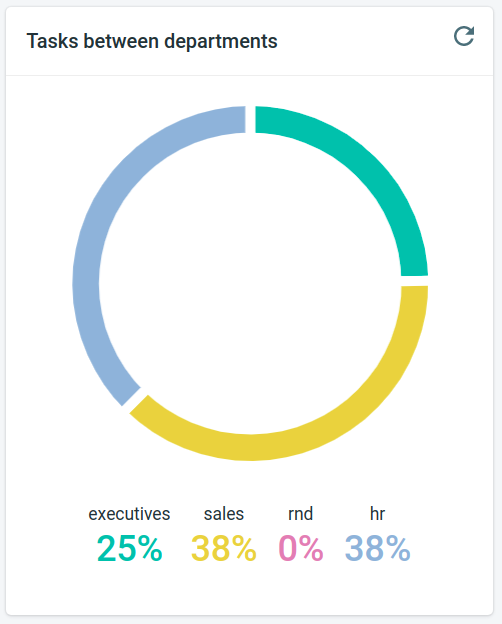 Tasks between departments
executives sales rnd hr
25% 38% 0% 38%